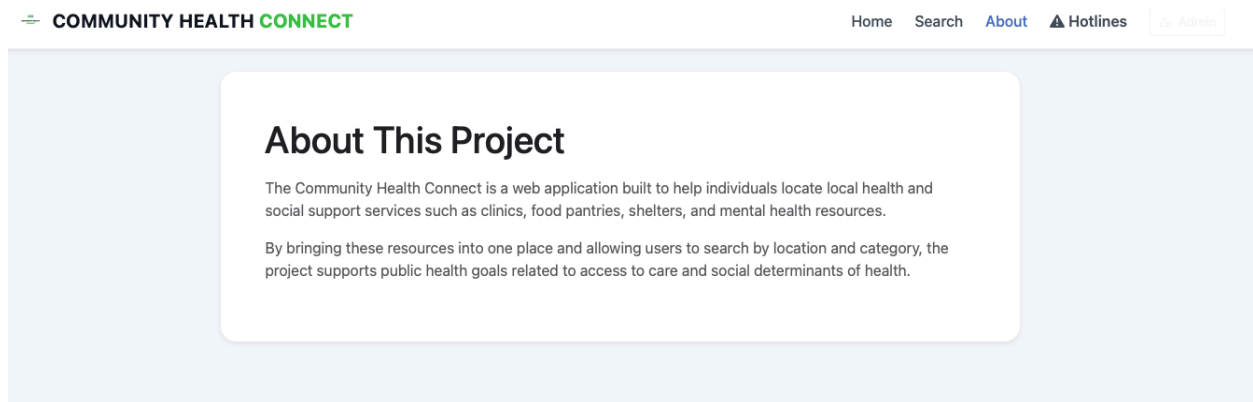 COMMUNITY HEALTH CONNECT
Home Search About Hotlines Admin
About This Project
The Community Health Connect is a web application built to help individuals locate local health and
social support services such as clinics, food pantries, shelters, and mental health resources.
By bringing these resources into one place and allowing users to search by location and category, the
project supports public health goals related to access to care and social determinants of health.